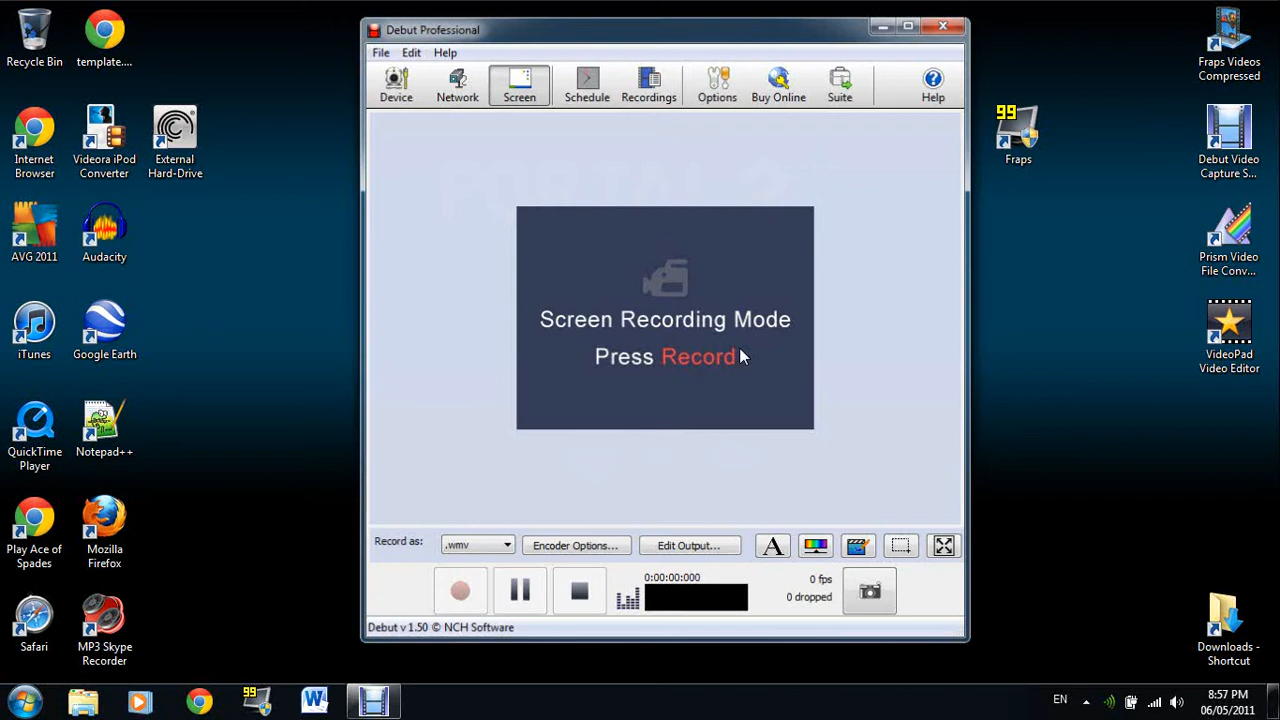 Debut Professional
File Edit Help
Device Network Screen Schedule Recordings Options Buy Online Suite Help
Screen Recording Mode
Press Record
Record as: .wmv Encoder Options... Edit Output... A
0:00:00:000
0 fps
0 dropped
Debut v 1.50 © NCH Software
Recycle Bin
template....
Internet
Browser
Videora iPod
Converter
External
Hard-Drive
AVG 2011
Audacity
iTunes
Google Earth
QuickTime
Player
Notepad++
Play Ace of
Spades
Mozilla
Firefox
Safari
MP3 Skype
Recorder
99
Fraps
Fraps Videos
Compressed
Debut Video
Capture S...
Prism Video
File Conv...
VideoPad
Video Editor
Downloads -
Shortcut
99
W
EN
8:57 PM
06/05/2011